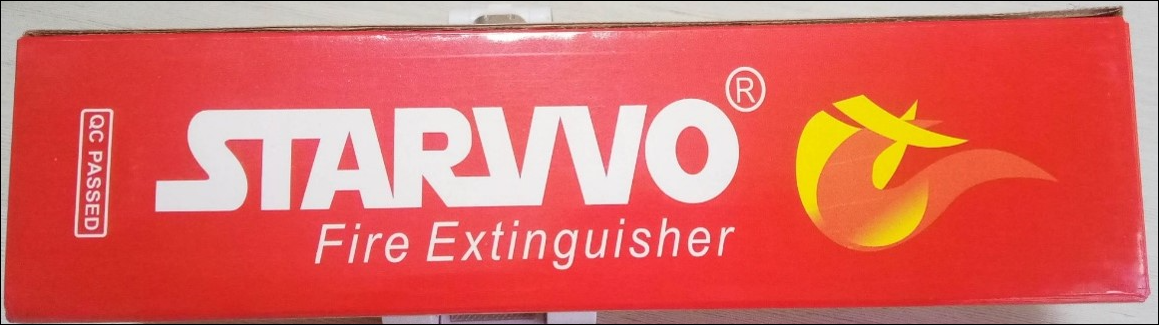 QC PASSED
STARVVO®
Fire Extinguisher